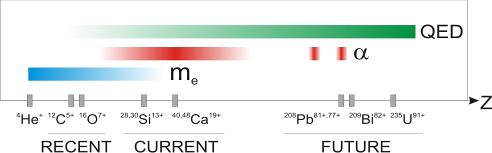 QED
α
mₑ
Z
⁴He⁺ ¹²C⁵⁺ ¹⁶O⁷⁺ ²⁸,³⁰Si¹³⁺ ⁴⁰,⁴⁸Ca¹⁹⁺ ²⁰⁸Pb⁸¹⁺,⁷⁷⁺ ²⁰⁹Bi⁸²⁺ ²³⁵U⁹¹⁺
RECENT CURRENT FUTURE